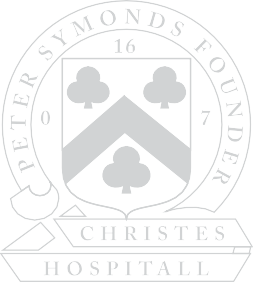 PETER SYMONDS FOUNDER
16
0 7
CHRISTES
HOSPITALL